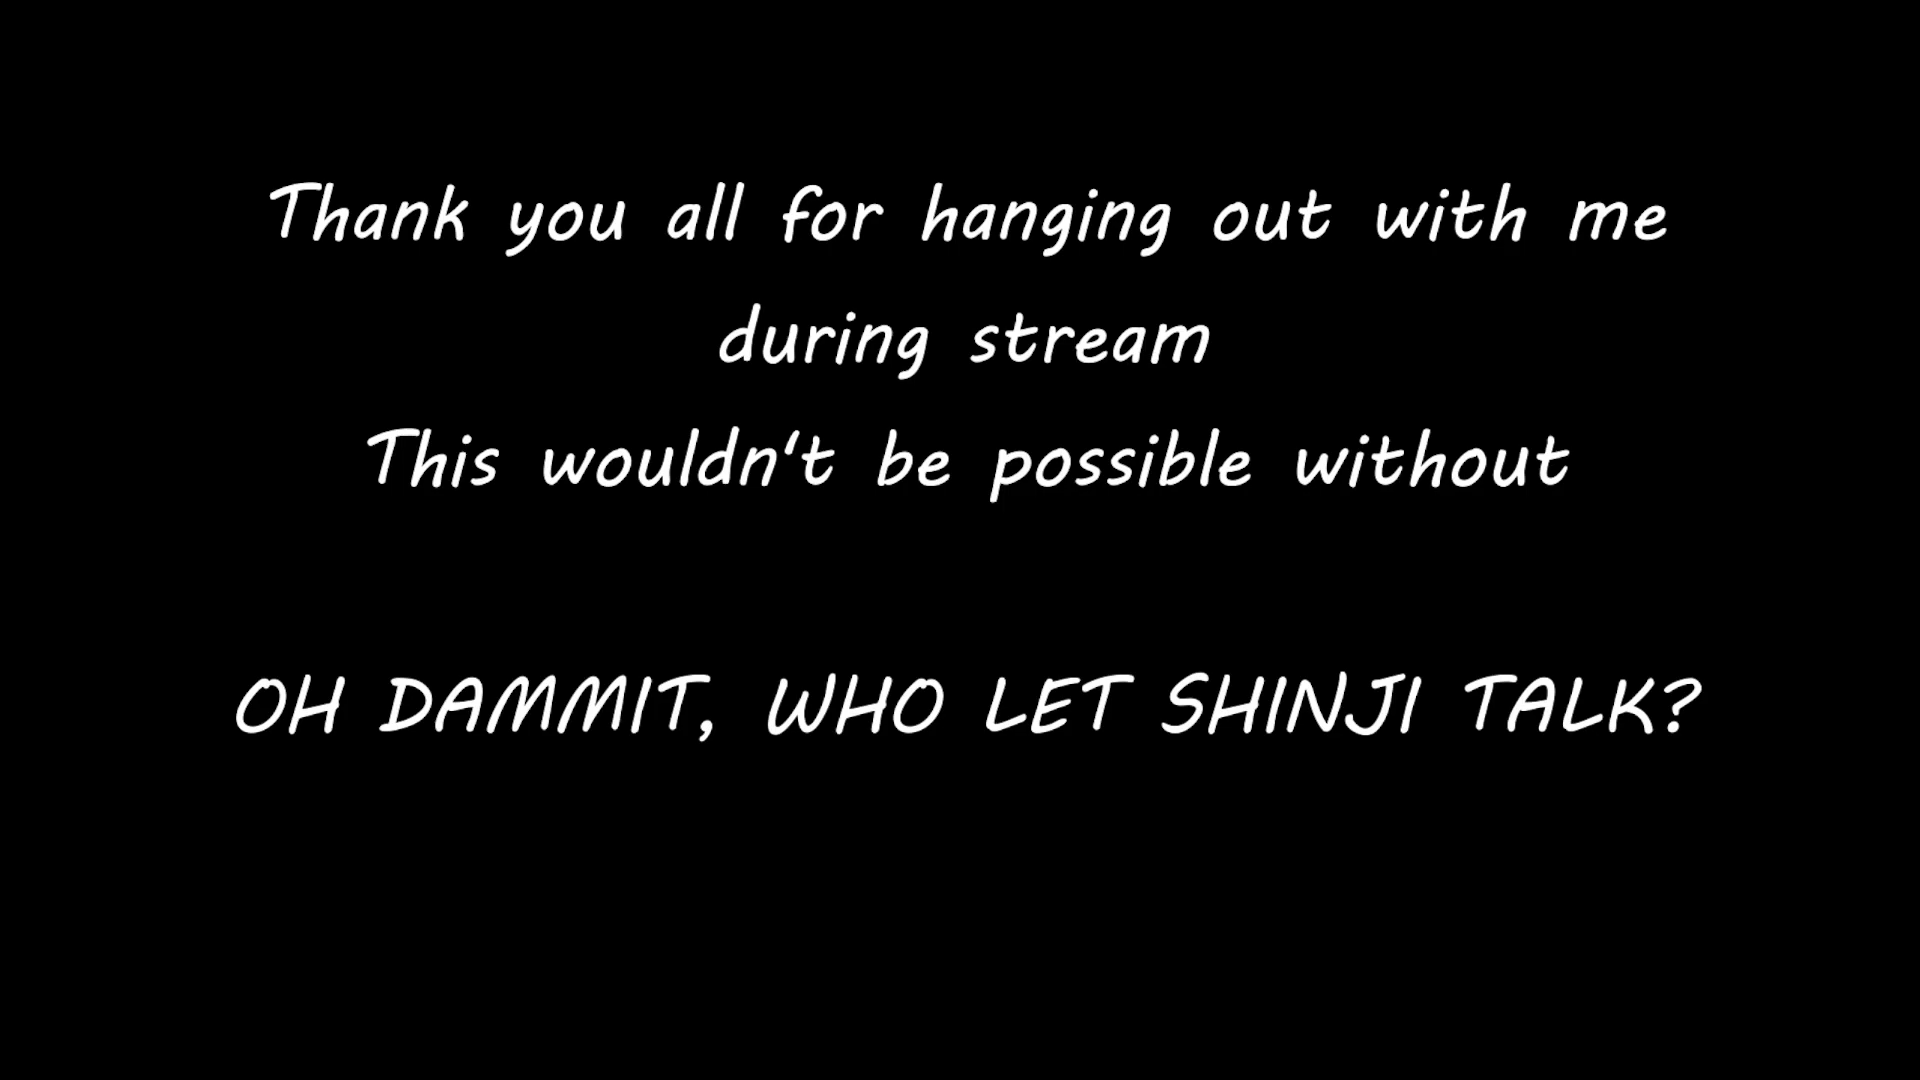 Thank you all for hanging out with me
during stream
This wouldn't be possible without
OH DAMMIT, WHO LET SHINJI TALK?